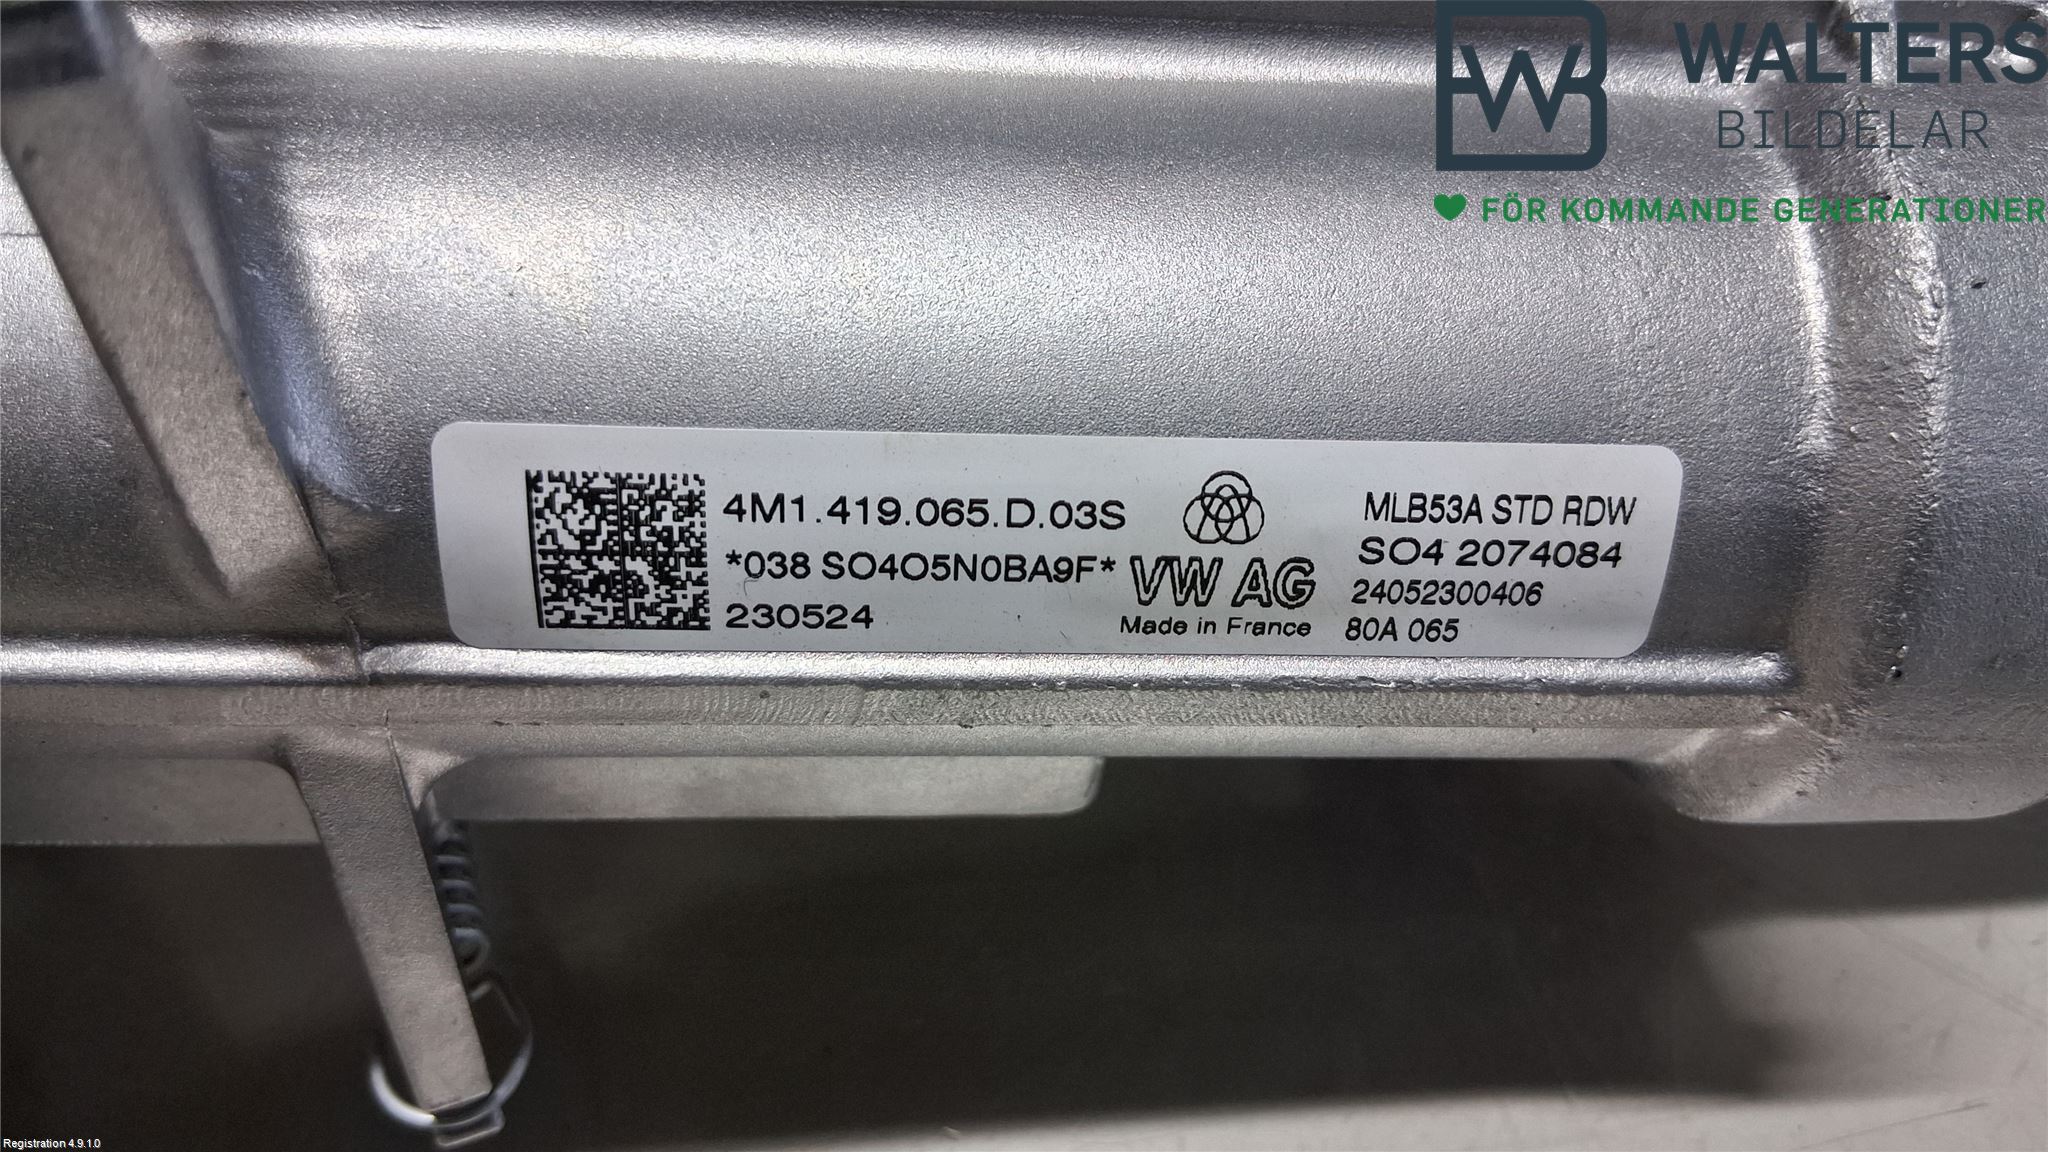 WALTERS
BILDELAR
FÖR KOMMANDE GENERATIONER
4M1.419.065.D.03S
*038 SO4O5N0BA9F*
230524
VW AG
Made in France
MLB53A STD RDW
SO4 2074084
24052300406
80A 065
Registration 4.9.1.0